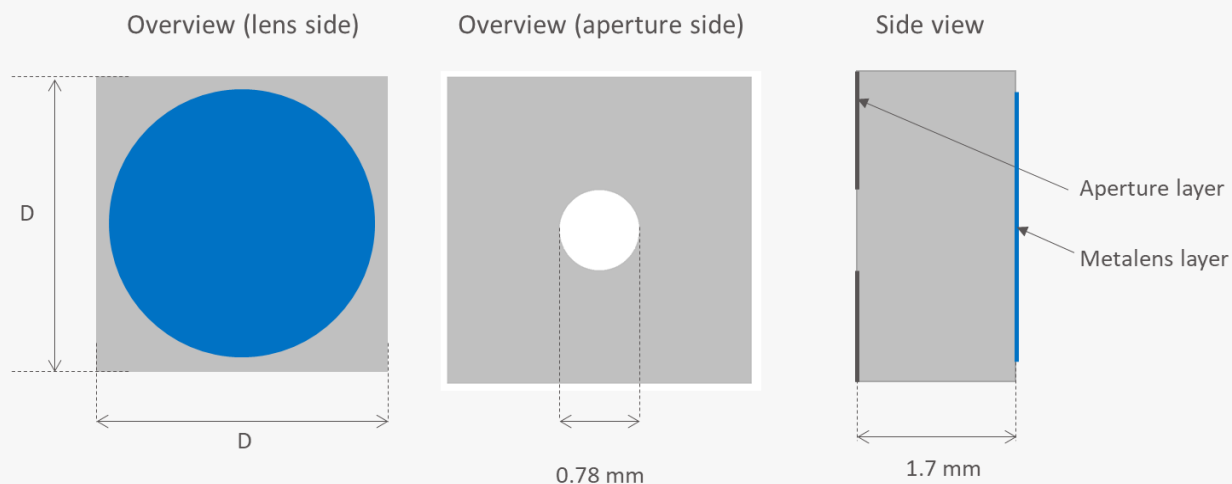 Overview (lens side)
Overview (aperture side)
Side view
D
Aperture layer
Metalens layer
D
0.78 mm
1.7 mm